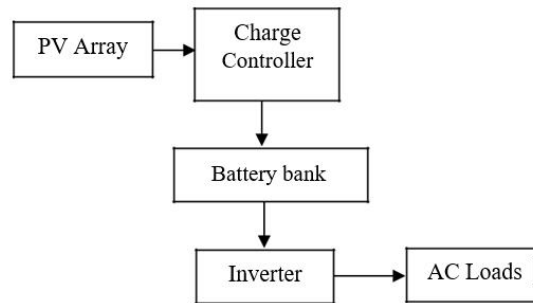 PV Array
Charge
Controller
Battery bank
Inverter
AC Loads